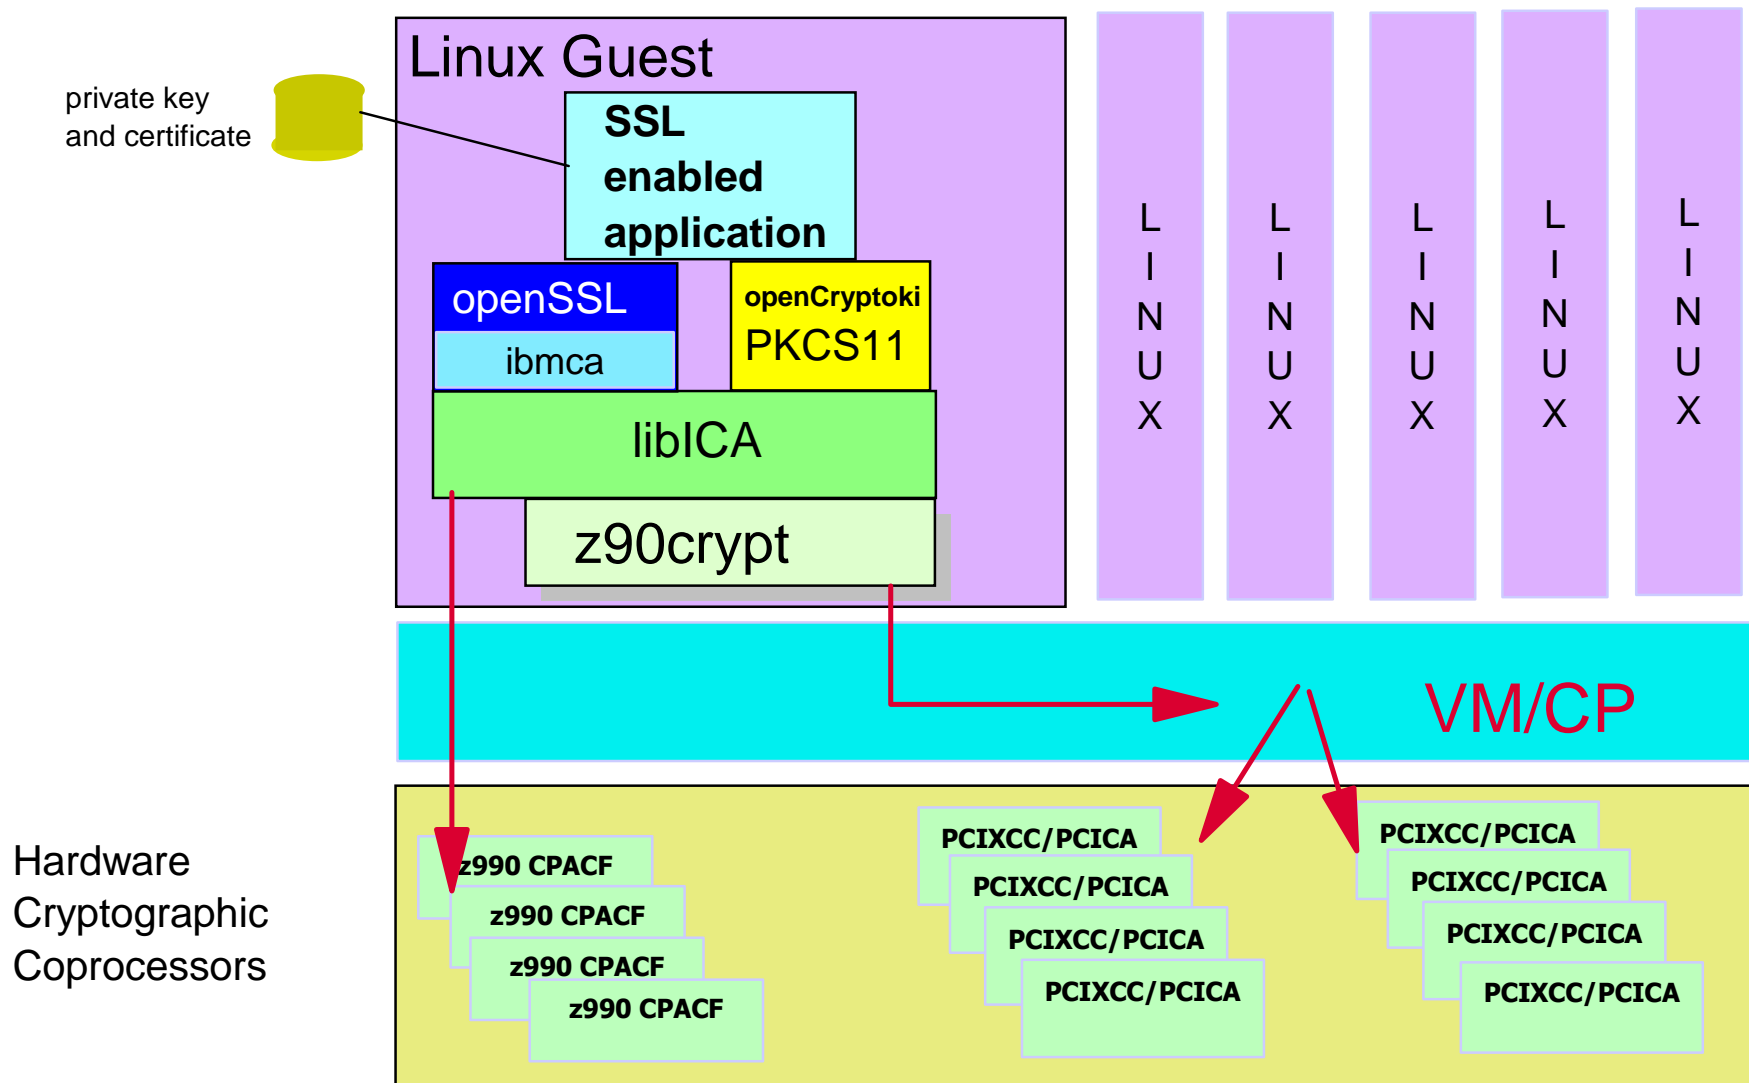 Linux Guest
private key
and certificate
SSL
enabled
application
openSSL
ibmca
openCryptoki
PKCS11
libICA
z90crypt
L
I
N
U
X
L
I
N
U
X
L
I
N
U
X
L
I
N
U
X
L
I
N
U
X
VM/CP
Hardware
Cryptographic
Coprocessors
z990 CPACF
z990 CPACF
z990 CPACF
z990 CPACF
PCIXCC/PCICA
PCIXCC/PCICA
PCIXCC/PCICA
PCIXCC/PCICA
PCIXCC/PCICA
PCIXCC/PCICA
PCIXCC/PCICA
PCIXCC/PCICA